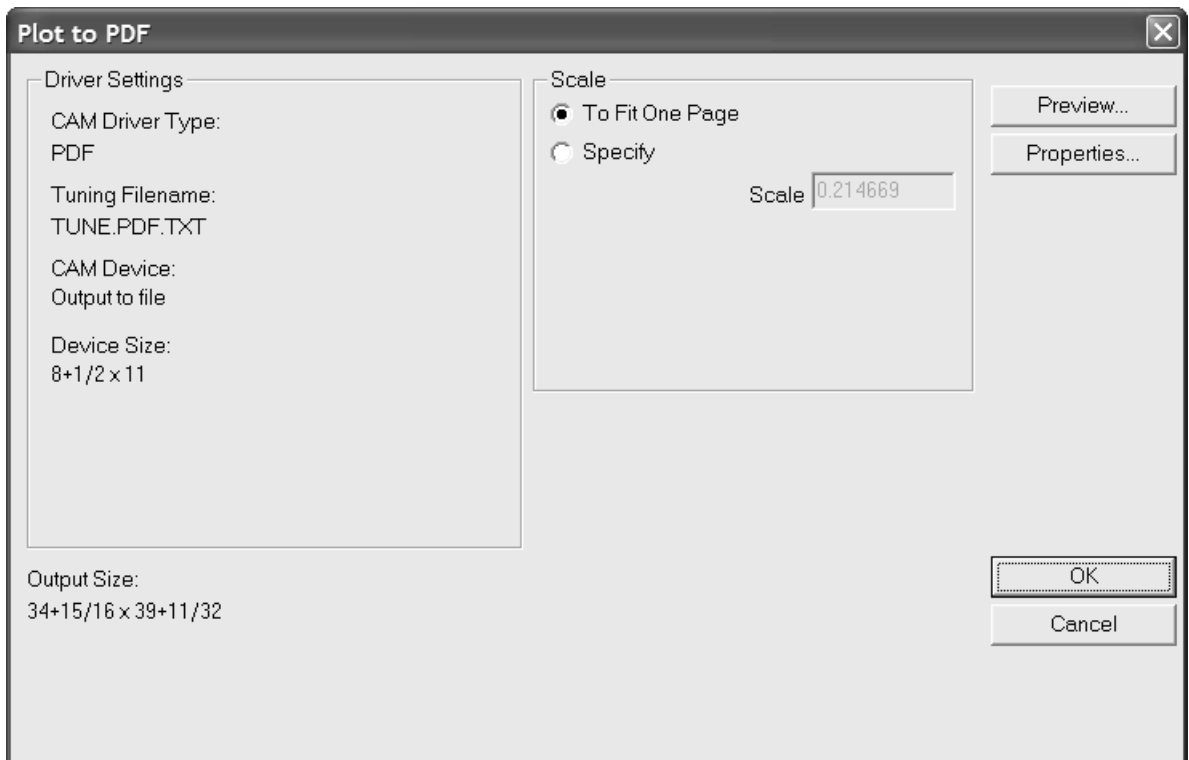 Plot to PDF
Driver Settings
CAM Driver Type:
PDF
Tuning Filename:
TUNE.PDF.TXT
CAM Device:
Output to file
Device Size:
8+1/2 x 11
Scale
To Fit One Page
Specify
Scale 0.214669
Preview...
Properties...
Output Size:
34+15/16 x 39+11/32
OK
Cancel